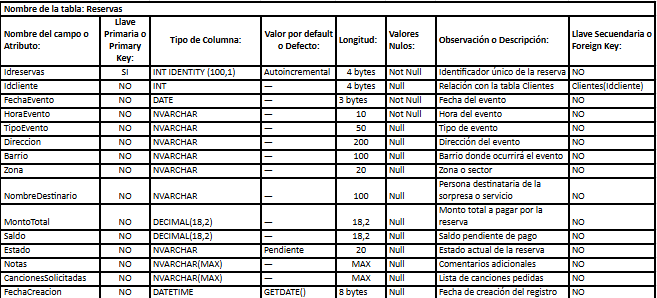 Nombre de la tabla: Reservas
Nombre del campo o Atributo: Llave Primaria o Primary Key: Tipo de Columna: Valor por default o Defecto: Longitud: Valores Nulos: Observación o Descripción: Llave Secuendaria o Foreign Key:
Idreservas SI INT IDENTITY (100,1) Autoincremental 4 bytes Not Null Identificador único de la reserva NO
Idcliente NO INT — 4 bytes Null Relación con la tabla Clientes Clientes(Idcliente)
FechaEvento NO DATE — 3 bytes Not Null Fecha del evento NO
HoraEvento NO NVARCHAR — 10 Not Null Hora del evento NO
TipoEvento NO NVARCHAR — 50 Null Tipo de evento NO
Direccion NO NVARCHAR — 200 Null Dirección del evento NO
Barrio NO NVARCHAR — 100 Null Barrio donde ocurrirá el evento NO
Zona NO NVARCHAR — 20 Null Zona o sector NO
NombreDestinario NO NVARCHAR — 100 Null Persona destinataria de la sorpresa o servicio NO
MontoTotal NO DECIMAL(18,2) — 18,2 Null Monto total a pagar por la reserva NO
Saldo NO DECIMAL(18,2) — 18,2 Null Saldo pendiente de pago NO
Estado NO NVARCHAR Pendiente 20 Null Estado actual de la reserva NO
Notas NO NVARCHAR(MAX) — MAX Null Comentarios adicionales NO
CancionesSolicitadas NO NVARCHAR(MAX) — MAX Null Lista de canciones pedidas NO
FechaCreacion NO DATETIME GETDATE() 8 bytes Null Fecha de creación del registro NO